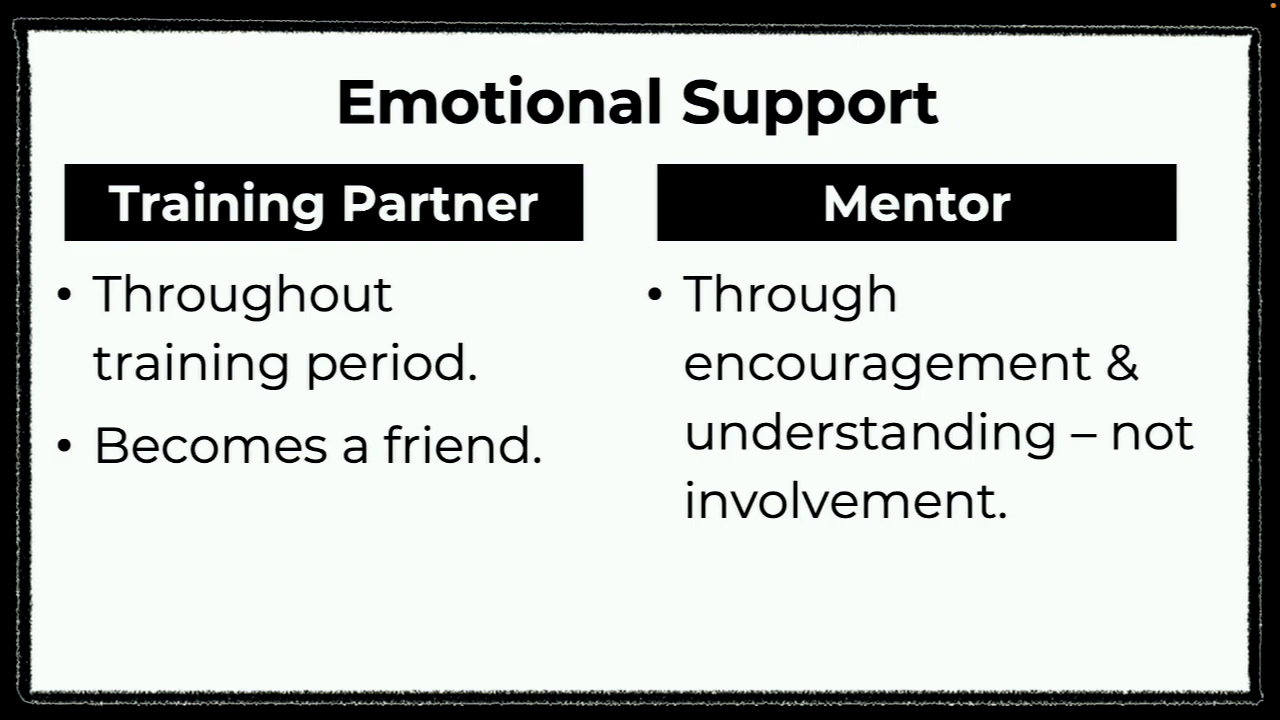 Emotional Support
Training Partner
• Throughout
training period.
• Becomes a friend.
Mentor
• Through
encouragement &
understanding – not
involvement.